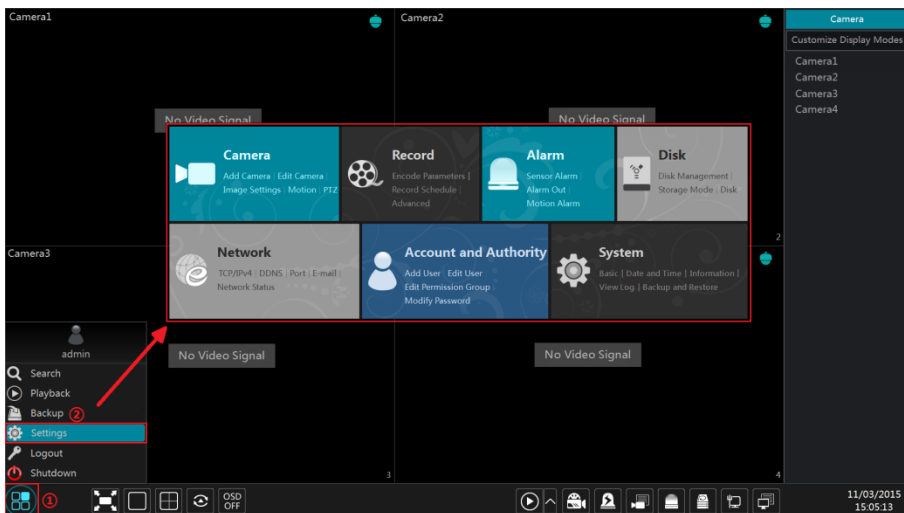 Camera1
Camera2
Camera
Customize Display Modes
Camera1
Camera2
Camera3
Camera4
No Video Signal
No Video Signal
Camera
Add Camera | Edit Camera |
Image Settings | Motion | PTZ
Record
Encode Parameters |
Record Schedule |
Advanced
Alarm
Sensor Alarm |
Alarm Out |
Motion Alarm
Disk
Disk Management |
Storage Mode | Disk
2
Camera3
Network
TCP/IPv4 | DDNS | Port | E-mail |
Network Status
Account and Authority
Add User | Edit User
Edit Permission Group
Modify Password
System
Basic | Date and Time | Information |
View Log | Backup and Restore
admin
No Video Signal
No Video Signal
Search
Playback
Backup ②
Settings
Logout
Shutdown
3
4
①
OSD
OFF
11/03/2015
15:05:13